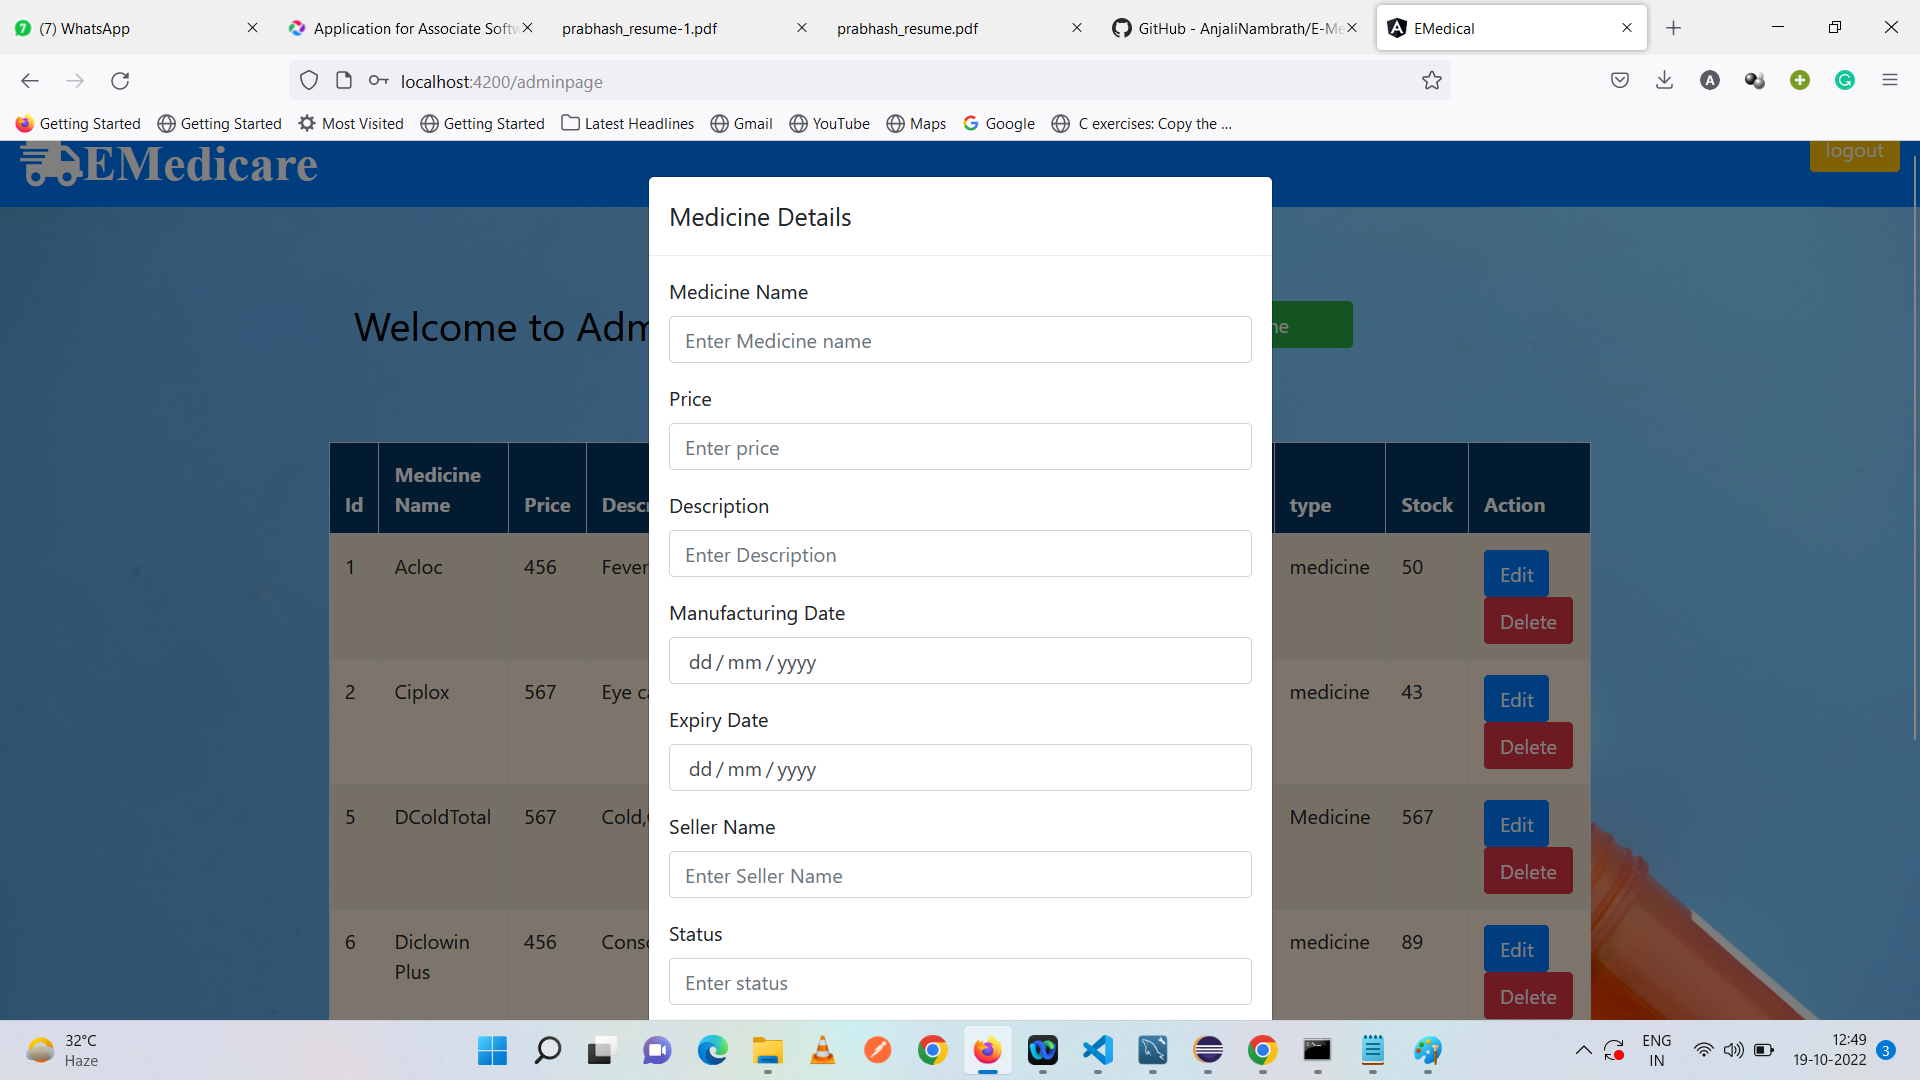 (7) WhatsApp
Application for Associate Softw
prabhash_resume-1.pdf
prabhash_resume.pdf
GitHub - AnjaliNambrath/E-Me
EMedical
localhost:4200/adminpage
Getting Started
Getting Started
Most Visited
Getting Started
Latest Headlines
Gmail
YouTube
Maps
Google
C exercises: Copy the ...
EMedicare
logout
Welcome to Adm
ne
Id Medicine Name Price Descr type Stock Action
1 Acloc 456 Fever medicine 50 Edit Delete
2 Ciplox 567 Eye ca medicine 43 Edit Delete
5 DColdTotal 567 Cold, Medicine 567 Edit Delete
6 Diclowin Plus 456 Conso medicine 89 Edit Delete
Medicine Details
Medicine Name
Enter Medicine name
Price
Enter price
Description
Enter Description
Manufacturing Date
dd/mm/yyyy
Expiry Date
dd/mm/yyyy
Seller Name
Enter Seller Name
Status
Enter status
32°C
Haze
ENG
IN
12:49
19-10-2022
3